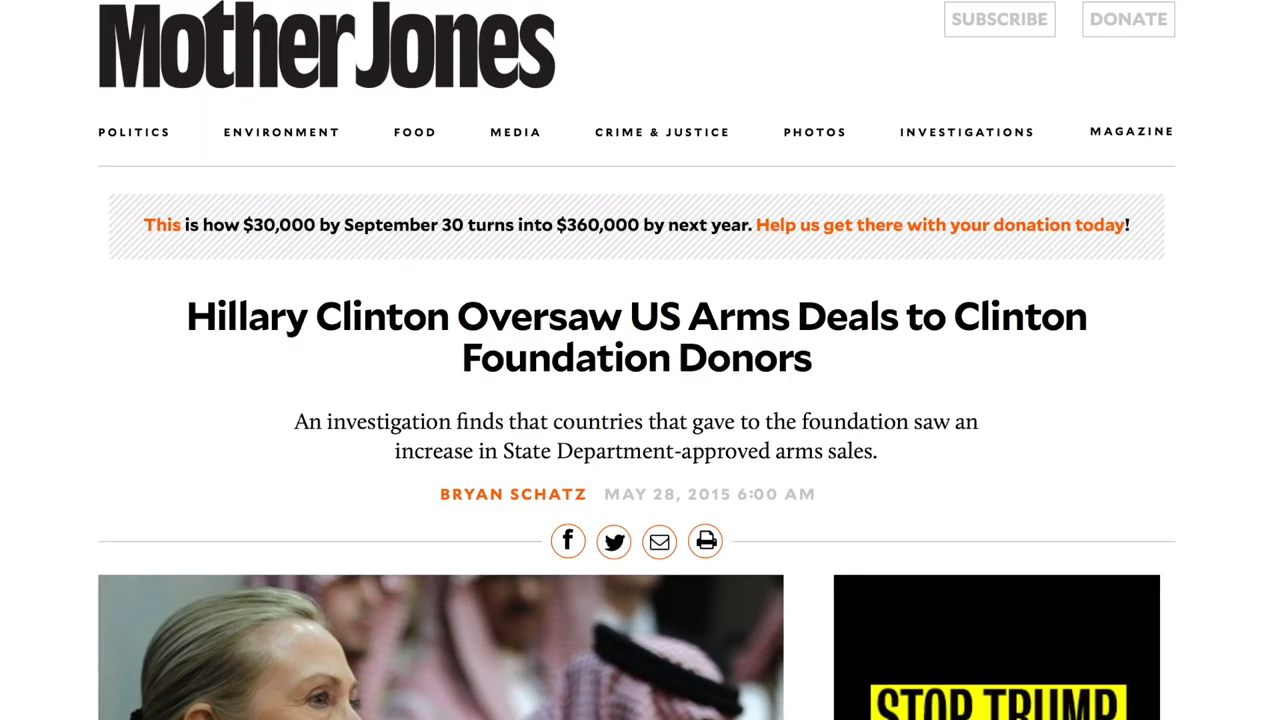 Mother Jones
SUBSCRIBE
DONATE
POLITICS
ENVIRONMENT
FOOD
MEDIA
CRIME & JUSTICE
PHOTOS
INVESTIGATIONS
MAGAZINE
This is how $30,000 by September 30 turns into $360,000 by next year. Help us get there with your donation today!
Hillary Clinton Oversaw US Arms Deals to Clinton
Foundation Donors
An investigation finds that countries that gave to the foundation saw an
increase in State Department-approved arms sales.
BRYAN SCHATZ MAY 28, 2015 6:00 AM
STOP TRUMP